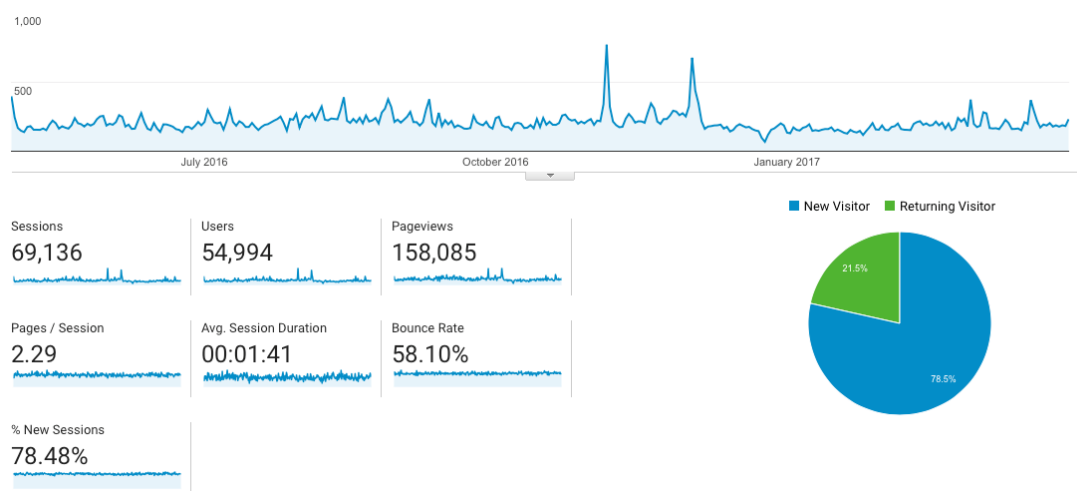 1,000
500
July 2016
October 2016
January 2017
New Visitor
Returning Visitor
Sessions
69,136
Users
54,994
Pageviews
158,085
Pages / Session
2.29
Avg. Session Duration
00:01:41
Bounce Rate
58.10%
% New Sessions
78.48%
21.5%
78.5%